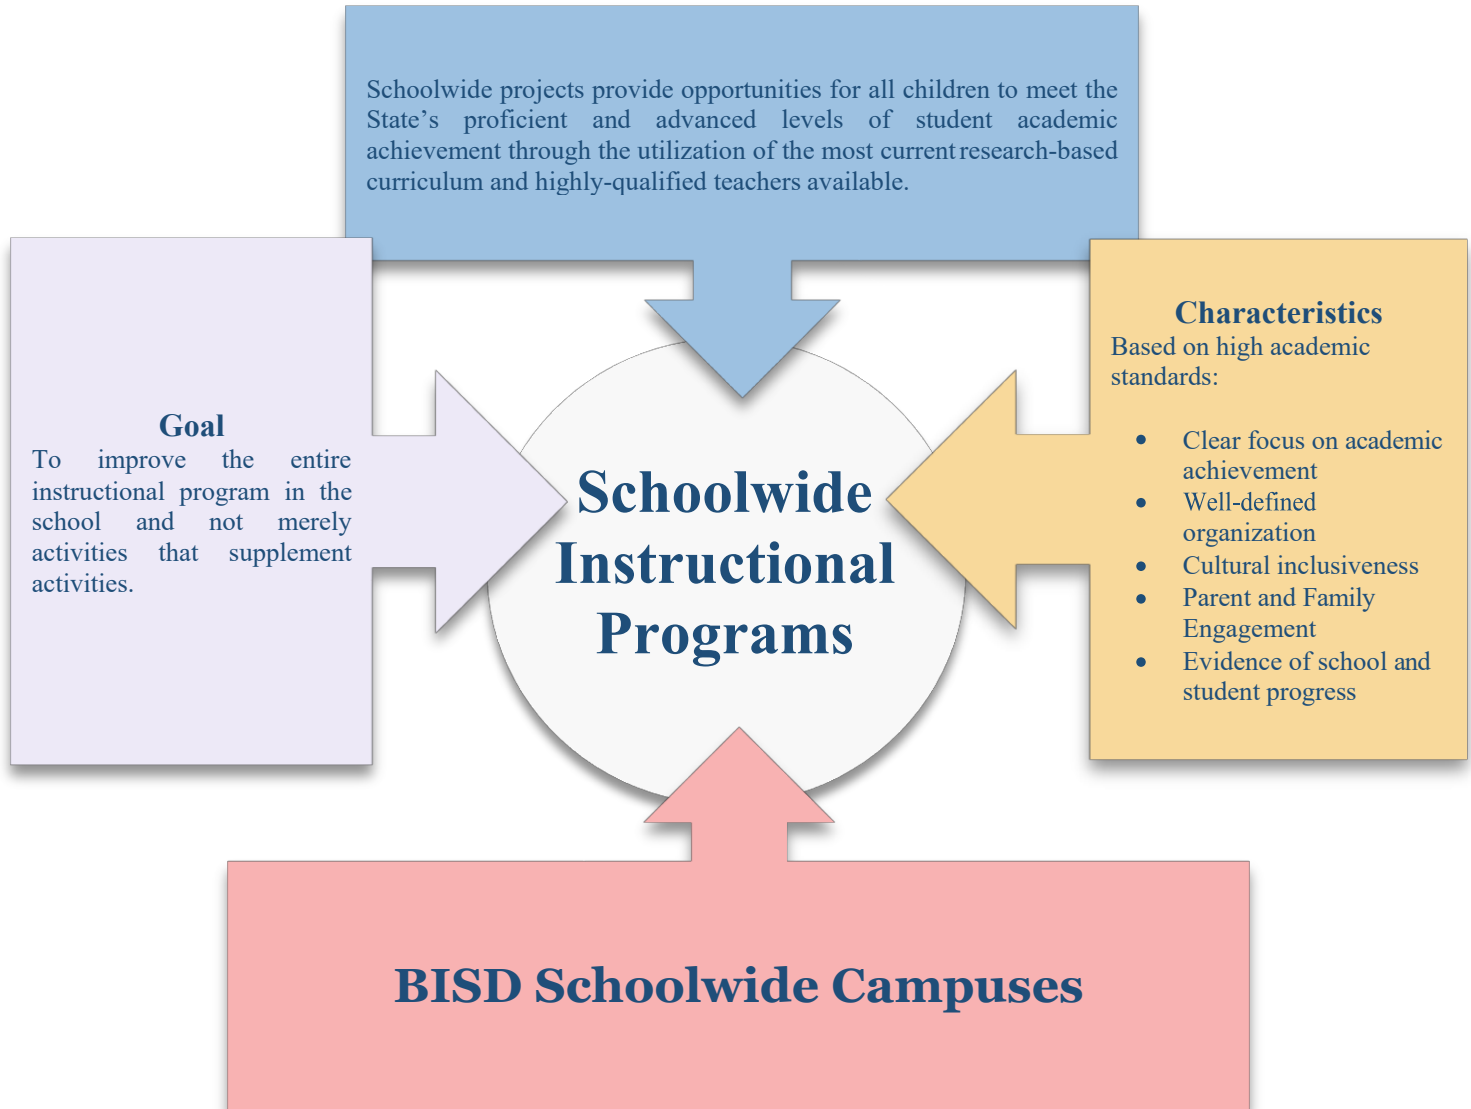 Schoolwide projects provide opportunities for all children to meet the
State’s proficient and advanced levels of student academic
achievement through the utilization of the most current research-based
curriculum and highly-qualified teachers available.
Goal
To improve the entire
instructional program in the
school and not merely
activities that supplement
activities.
Schoolwide
Instructional
Programs
Characteristics
Based on high academic
standards:
• Clear focus on academic
achievement
• Well-defined
organization
• Cultural inclusiveness
• Parent and Family
Engagement
• Evidence of school and
student progress
BISD Schoolwide Campuses